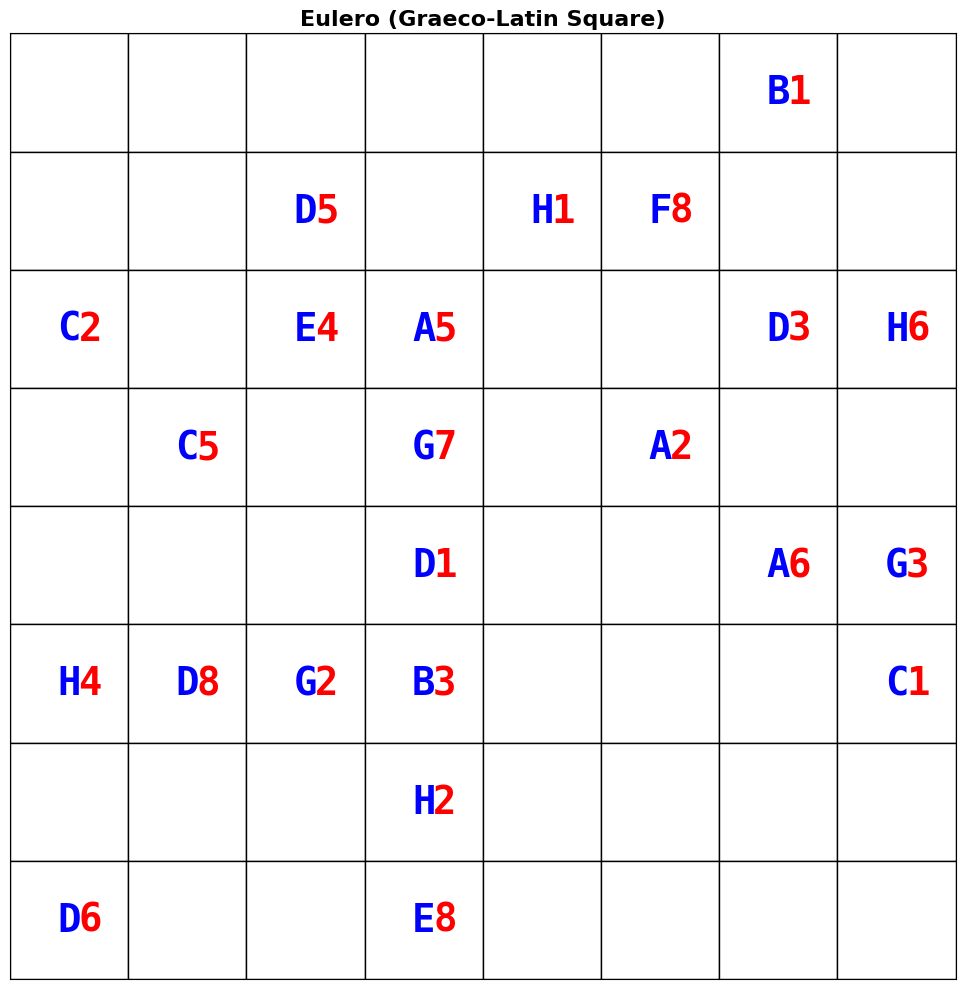 Eulero (Graeco-Latin Square)
B1
D5 H1 F8
C2 E4 A5 D3 H6
C5 G7 A2
D1 A6 G3
H4 D8 G2 B3 C1
H2
D6 E8